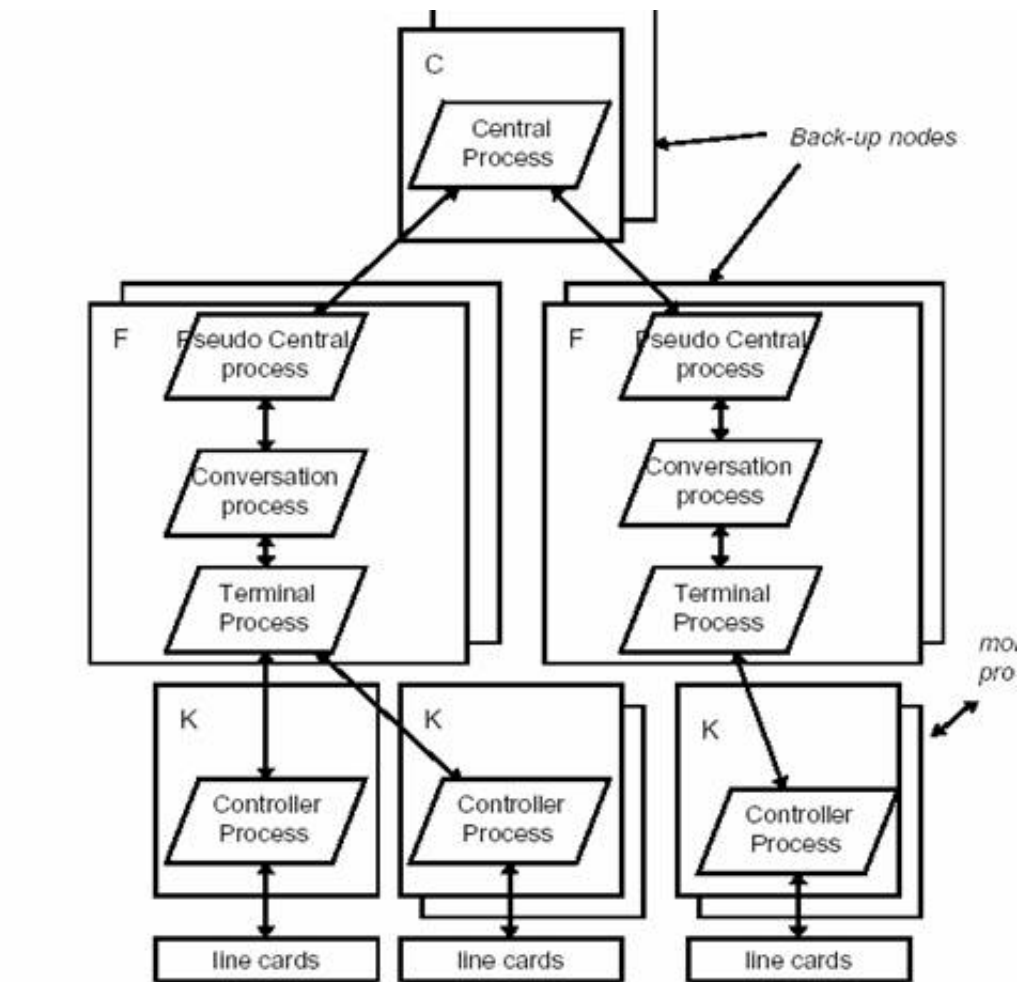 C
Central
Process
Back-up nodes
F
Pseudo Central
process
Conversation
process
Terminal
Process
F
Pseudo Central
process
Conversation
process
Terminal
Process
K
Controller
Process
K
Controller
Process
K
Controller
Process
line cards
line cards
line cards